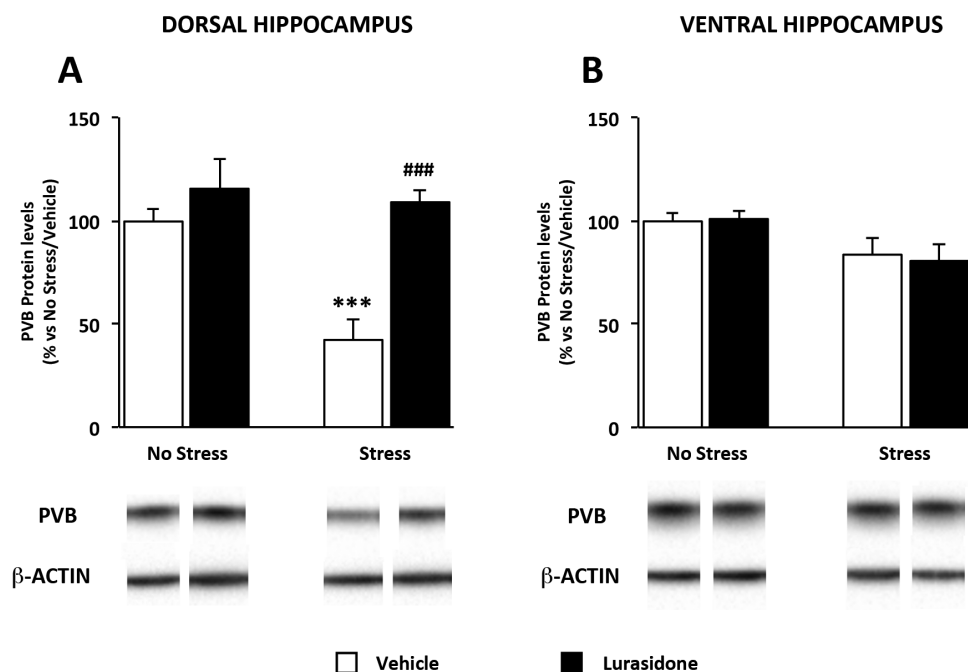 DORSAL HIPPOCAMPUS
VENTRAL HIPPOCAMPUS
A
B
PVB Protein levels
(% vs No Stress/Vehicle)
150
100
50
0
***
###
No Stress
Stress
PVB Protein levels
(% vs No Stress/Vehicle)
150
100
50
0
No Stress
Stress
PVB
β-ACTIN
PVB
β-ACTIN
Vehicle
Lurasidone